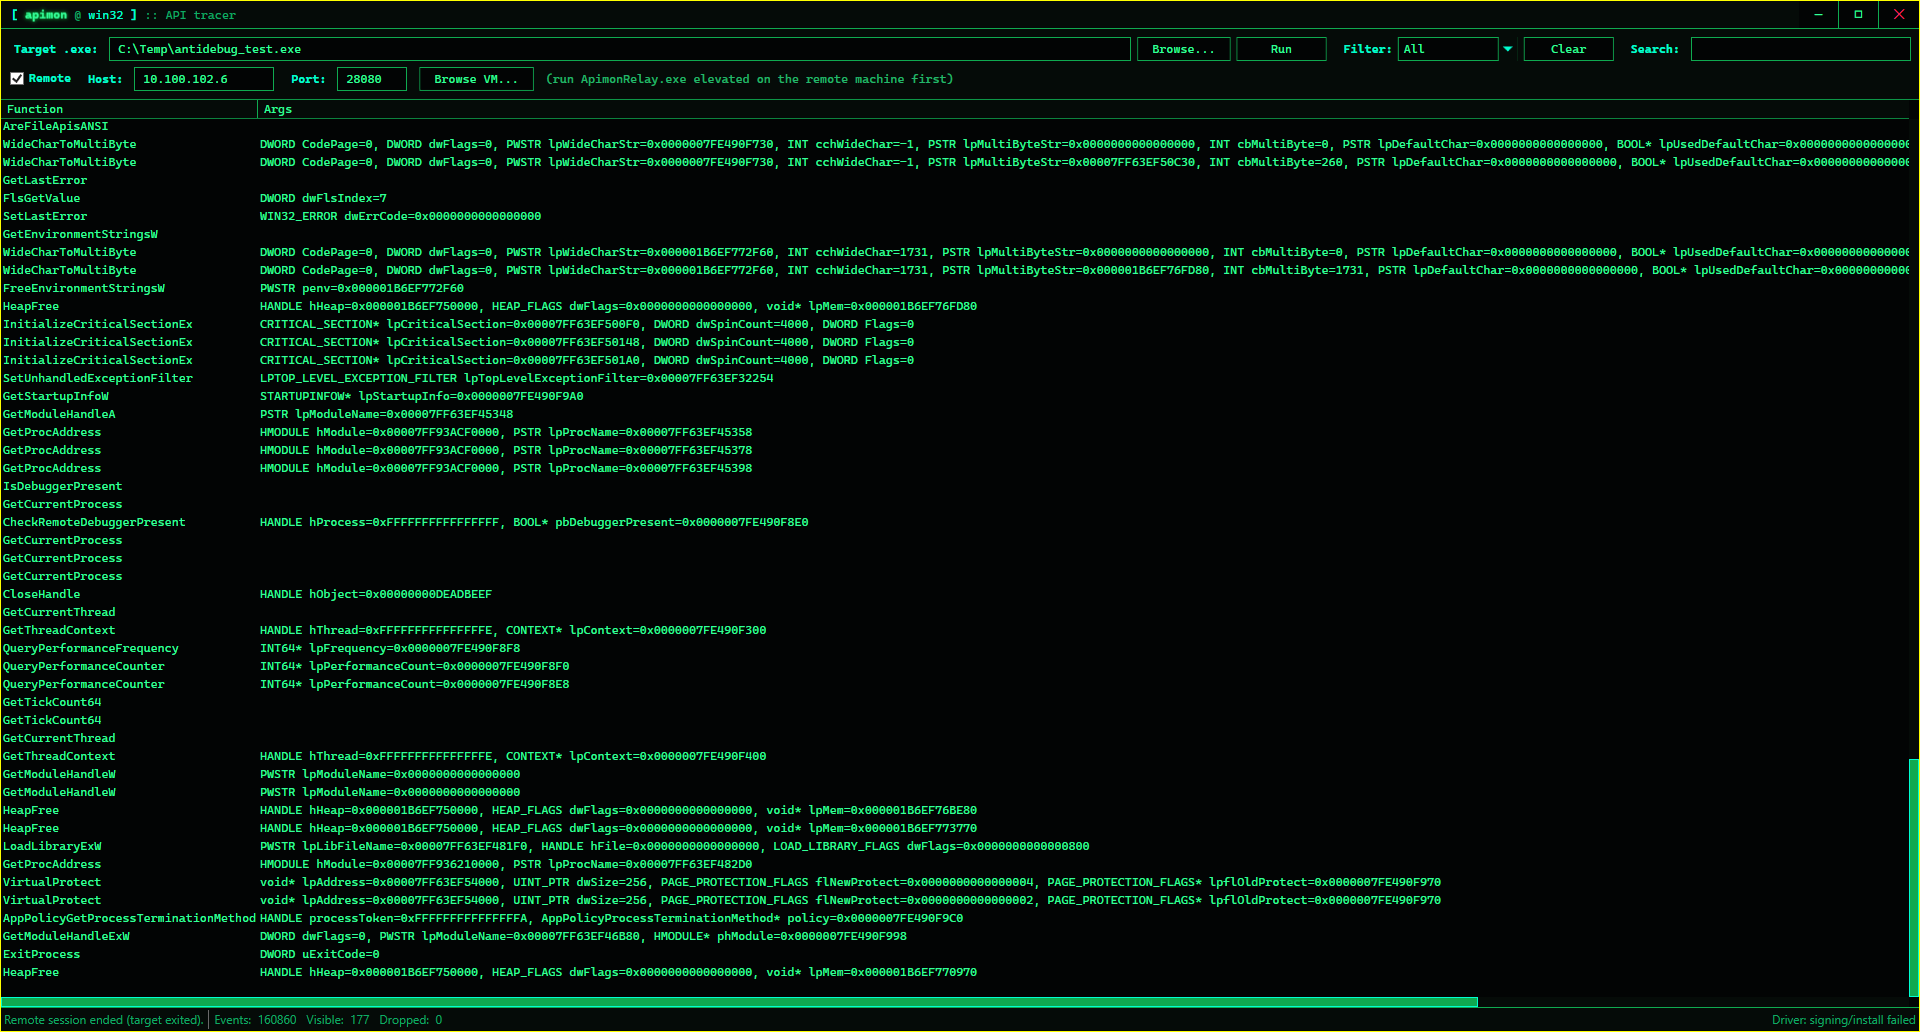 [ apimon @ win32 ] :: API tracer
Target .exe: C:\Temp\antidebug_test.exe Browse... Run Filter: All Clear Search:
Remote Host: 10.100.102.6 Port: 28080 Browse VM... (run ApimonRelay.exe elevated on the remote machine first)
Function Args
AreFileApisANSI
WideCharToMultiByte DWORD CodePage=0, DWORD dwFlags=0, PWSTR lpWideCharStr=0x0000007FE490F730, INT cchWideChar=-1, PSTR lpMultiByteStr=0x0000000000000000, INT cbMultiByte=0, PSTR lpDefaultChar=0x0000000000000000, BOOL* lpUsedDefaultChar=0x0000000000
WideCharToMultiByte DWORD CodePage=0, DWORD dwFlags=0, PWSTR lpWideCharStr=0x0000007FE490F730, INT cchWideChar=-1, PSTR lpMultiByteStr=0x00007FF63EF50C30, INT cbMultiByte=260, PSTR lpDefaultChar=0x0000000000000000, BOOL* lpUsedDefaultChar=0x00000000
GetLastError
FlsGetValue DWORD dwFlsIndex=7
SetLastError WIN32_ERROR dwErrCode=0x0000000000000000
GetEnvironmentStringsW
WideCharToMultiByte DWORD CodePage=0, DWORD dwFlags=0, PWSTR lpWideCharStr=0x000001B6EF772F60, INT cchWideChar=1731, PSTR lpMultiByteStr=0x0000000000000000, INT cbMultiByte=0, PSTR lpDefaultChar=0x0000000000000000, BOOL* lpUsedDefaultChar=0x00000000
WideCharToMultiByte DWORD CodePage=0, DWORD dwFlags=0, PWSTR lpWideCharStr=0x000001B6EF772F60, INT cchWideChar=1731, PSTR lpMultiByteStr=0x000001B6EF76FD80, INT cbMultiByte=1731, PSTR lpDefaultChar=0x0000000000000000, BOOL* lpUsedDefaultChar=0x00000
FreeEnvironmentStringsW PWSTR penv=0x000001B6EF772F60
HeapFree HANDLE hHeap=0x000001B6EF750000, HEAP_FLAGS dwFlags=0x0000000000000000, void* lpMem=0x000001B6EF76FD80
InitializeCriticalSectionEx CRITICAL_SECTION* lpCriticalSection=0x00007FF63EF500F0, DWORD dwSpinCount=4000, DWORD Flags=0
InitializeCriticalSectionEx CRITICAL_SECTION* lpCriticalSection=0x00007FF63EF50148, DWORD dwSpinCount=4000, DWORD Flags=0
InitializeCriticalSectionEx CRITICAL_SECTION* lpCriticalSection=0x00007FF63EF501A0, DWORD dwSpinCount=4000, DWORD Flags=0
SetUnhandledExceptionFilter LPTOP_LEVEL_EXCEPTION_FILTER lpTopLevelExceptionFilter=0x00007FF63EF32254
GetStartupInfoW STARTUPINFOW* lpStartupInfo=0x0000007FE490F9A0
GetModuleHandleA PSTR lpModuleName=0x00007FF63EF45348
GetProcAddress HMODULE hModule=0x00007FF93ACF0000, PSTR lpProcName=0x00007FF63EF45358
GetProcAddress HMODULE hModule=0x00007FF93ACF0000, PSTR lpProcName=0x00007FF63EF45378
GetProcAddress HMODULE hModule=0x00007FF93ACF0000, PSTR lpProcName=0x00007FF63EF45398
IsDebuggerPresent
GetCurrentProcess
CheckRemoteDebuggerPresent HANDLE hProcess=0xFFFFFFFFFFFFFFFF, BOOL* pbDebuggerPresent=0x0000007FE490F8E0
GetCurrentProcess
GetCurrentProcess
GetCurrentProcess
CloseHandle HANDLE hObject=0x00000000DEADBEEF
GetCurrentThread
GetThreadContext HANDLE hThread=0xFFFFFFFFFFFFFFFE, CONTEXT* lpContext=0x0000007FE490F300
QueryPerformanceFrequency INT64* lpFrequency=0x0000007FE490F8F8
QueryPerformanceCounter INT64* lpPerformanceCount=0x0000007FE490F8F0
QueryPerformanceCounter INT64* lpPerformanceCount=0x0000007FE490F8E8
GetTickCount64
GetTickCount64
GetCurrentThread
GetThreadContext HANDLE hThread=0xFFFFFFFFFFFFFFFE, CONTEXT* lpContext=0x0000007FE490F400
GetModuleHandleW PWSTR lpModuleName=0x0000000000000000
GetModuleHandleW PWSTR lpModuleName=0x0000000000000000
HeapFree HANDLE hHeap=0x000001B6EF750000, HEAP_FLAGS dwFlags=0x0000000000000000, void* lpMem=0x000001B6EF76BE80
HeapFree HANDLE hHeap=0x000001B6EF750000, HEAP_FLAGS dwFlags=0x0000000000000000, void* lpMem=0x000001B6EF773770
LoadLibraryExW PWSTR lpLibFileName=0x00007FF63EF481F0, HANDLE hFile=0x0000000000000000, LOAD_LIBRARY_FLAGS dwFlags=0x0000000000000800
GetProcAddress HMODULE hModule=0x00007FF936210000, PSTR lpProcName=0x00007FF63EF482D0
VirtualProtect void* lpAddress=0x00007FF63EF54000, UINT_PTR dwSize=256, PAGE_PROTECTION_FLAGS flNewProtect=0x0000000000000004, PAGE_PROTECTION_FLAGS* lpflOldProtect=0x0000007FE490F970
VirtualProtect void* lpAddress=0x00007FF63EF54000, UINT_PTR dwSize=256, PAGE_PROTECTION_FLAGS flNewProtect=0x0000000000000002, PAGE_PROTECTION_FLAGS* lpflOldProtect=0x0000007FE490F970
AppPolicyGetProcessTerminationMethod HANDLE processToken=0xFFFFFFFFFFFFFFFA, AppPolicyProcessTerminationMethod* policy=0x0000007FE490F9C0
GetModuleHandleExW DWORD dwFlags=0, PWSTR lpModuleName=0x00007FF63EF46B80, HMODULE* phModule=0x0000007FE490F998
ExitProcess DWORD uExitCode=0
HeapFree HANDLE hHeap=0x000001B6EF750000, HEAP_FLAGS dwFlags=0x0000000000000000, void* lpMem=0x000001B6EF770970
Remote session ended (target exited). Events: 160860 Visible: 177 Dropped: 0 Driver: signing/install failed